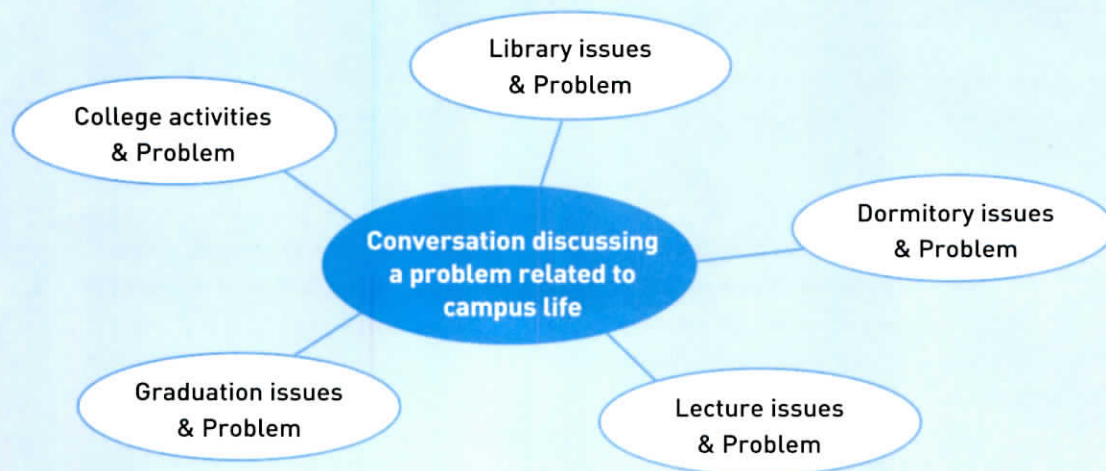 Library issues
& Problem
College activities
& Problem
Dormitory issues
& Problem
Conversation discussing
a problem related to
campus life
Graduation issues
& Problem
Lecture issues
& Problem